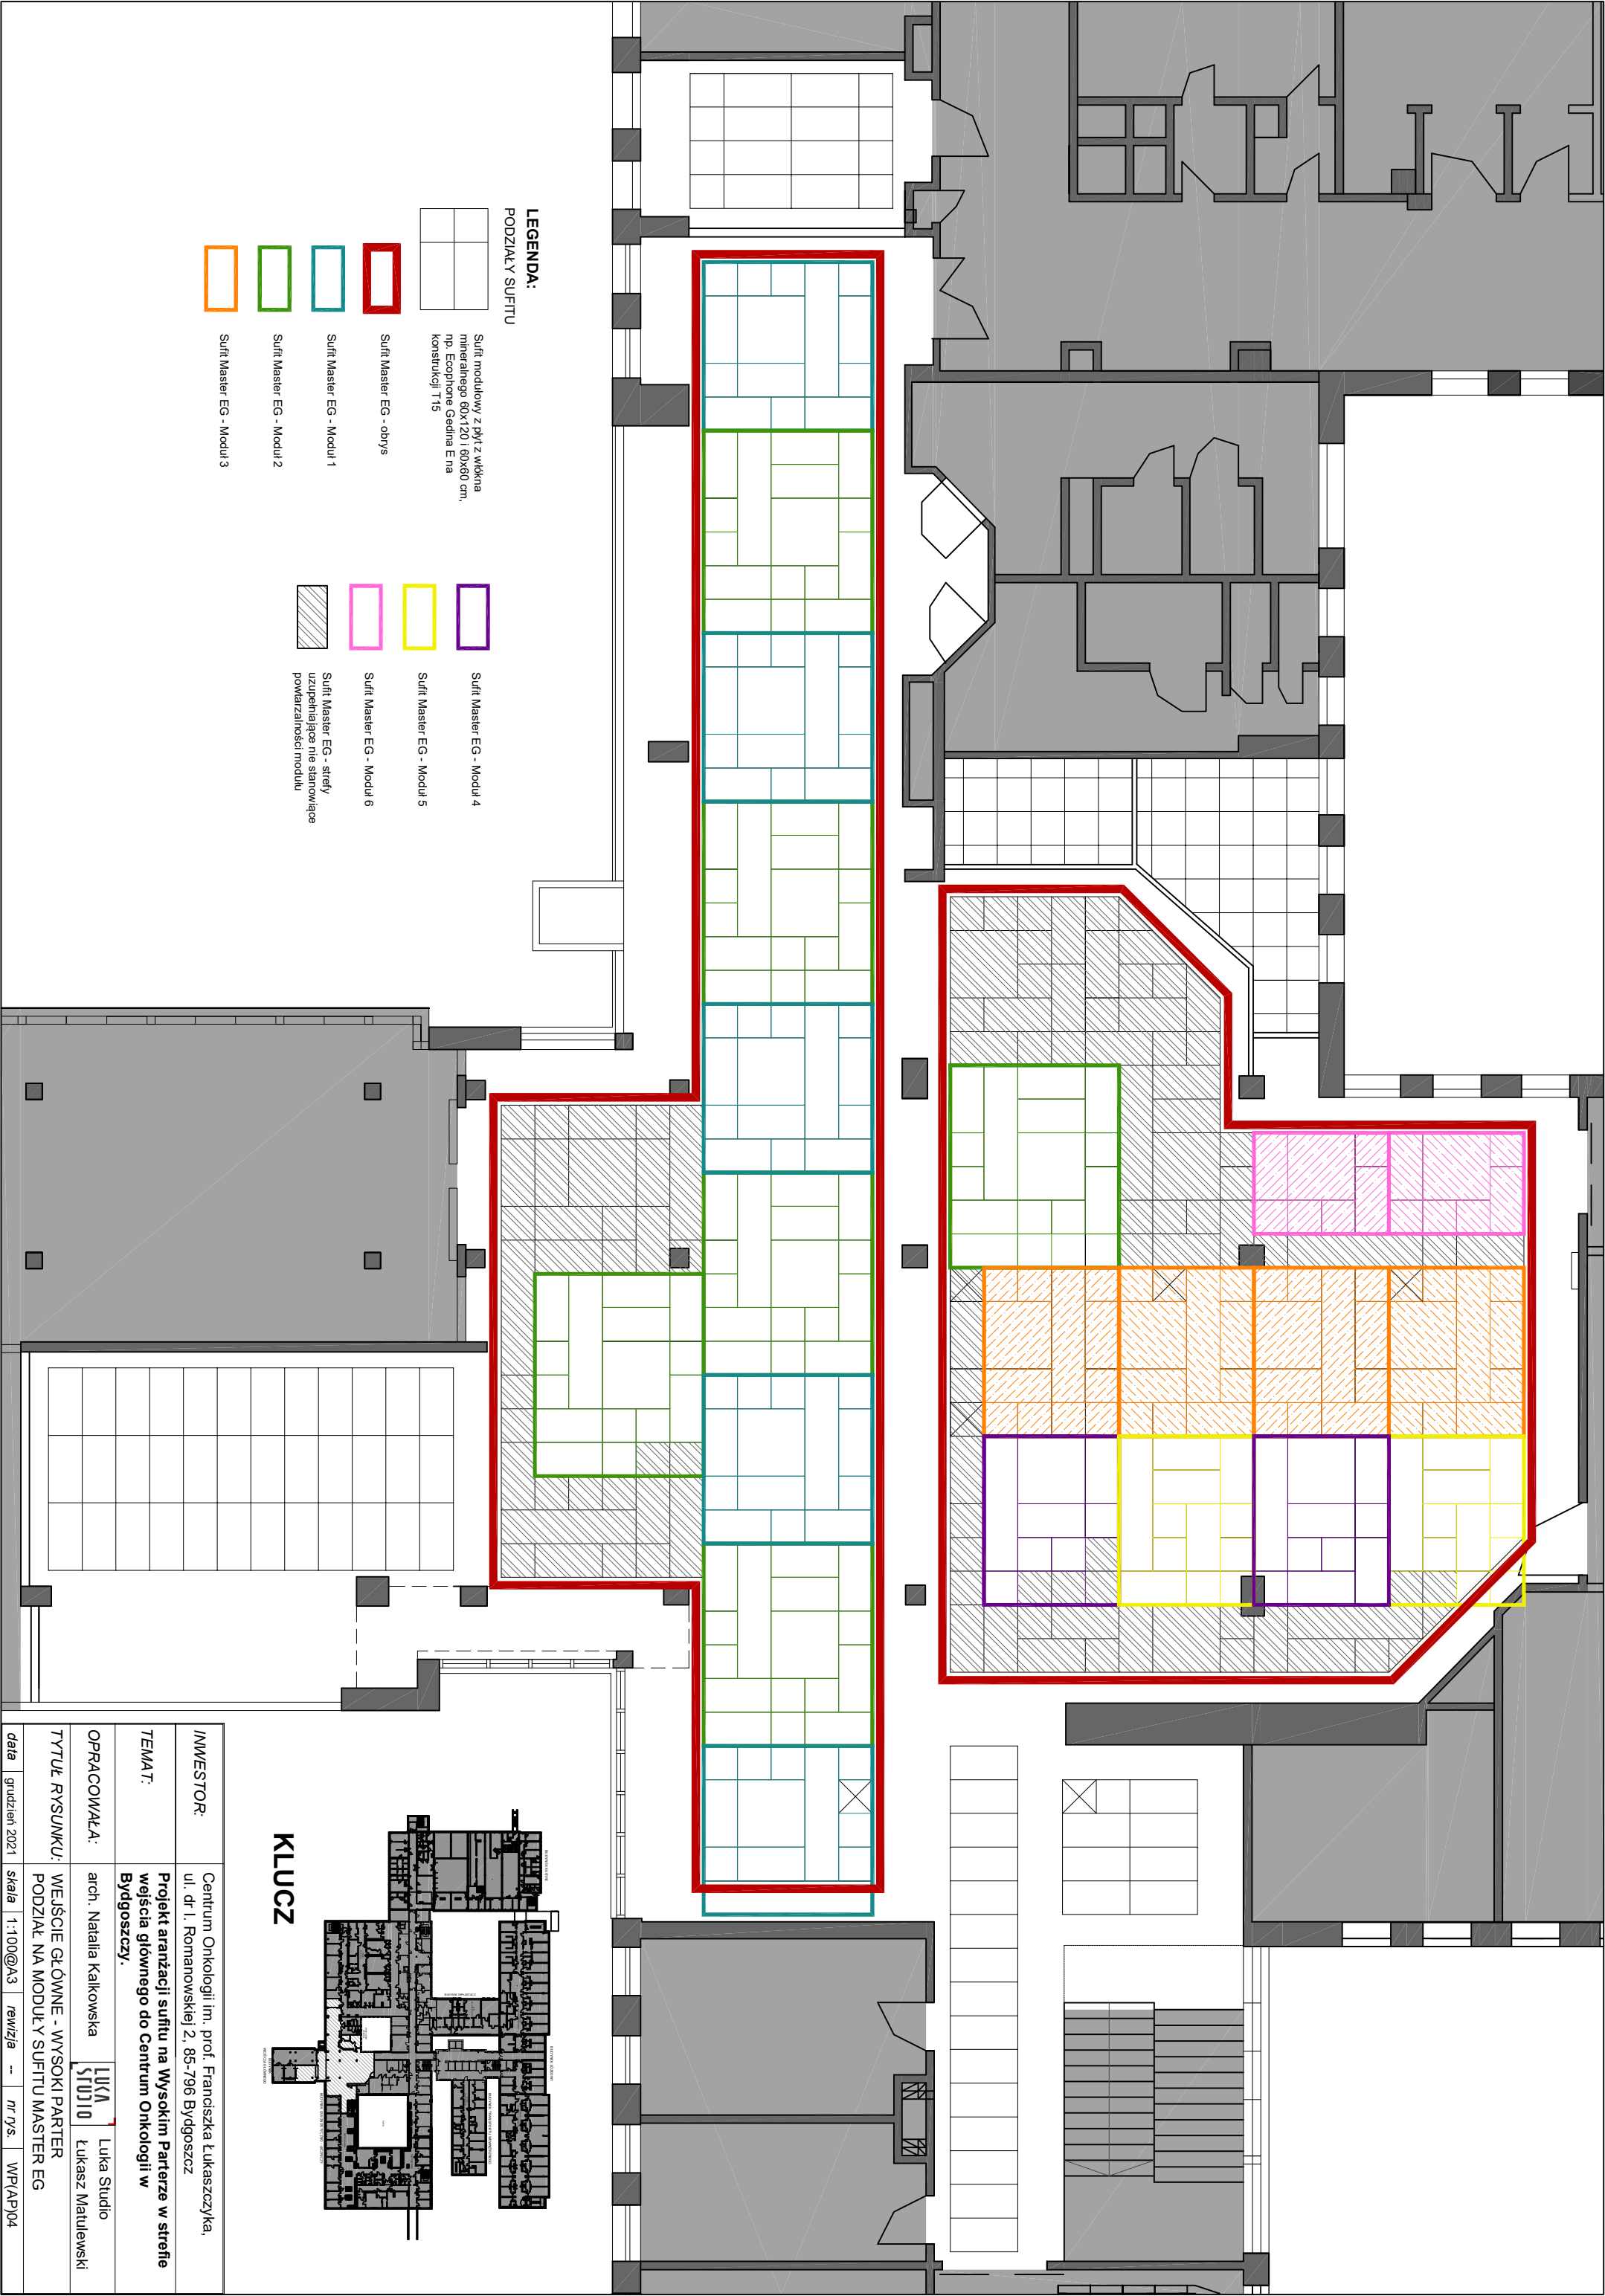 LEGENDA:
PODZIAŁY SUFITU
Sufit modułowy z płyt z włókna
mineralnego 60x120 i 60x60 cm,
np. Ecophone Gedina E na
konstrukcji T15
Sufit Master EG - obrys
Sufit Master EG - Moduł 1
Sufit Master EG - Moduł 2
Sufit Master EG - Moduł 3
Sufit Master EG - Moduł 4
Sufit Master EG - Moduł 5
Sufit Master EG - Moduł 6
Sufit Master EG - strefy
uzupełniające nie stanowiące
powtarzalności modułu
KLUCZ
INWESTOR:
Centrum Onkologii im. prof. Franciszka Łukaszczyka,
ul. dr I. Romanowskiej 2, 85-796 Bydgoszcz
TEMAT:
Projekt aranżacji sufitu na Wysokim Parterze w strefie
wejścia głównego do Centrum Onkologii w
Bydgoszczy.
OPRACOWAŁA:
arch. Natalia Kalkowska
LUKA
STUDIO
Luka Studio
Łukasz Matulewski
TYTUŁ RYSUNKU:
WEJŚCIE GŁÓWNE - WYSOKI PARTER
PODZIAŁ NA MODUŁY SUFITU MASTER EG
data grudzień 2021 skala 1:100@A3 rewizja -- nr rys. WP(AP)04